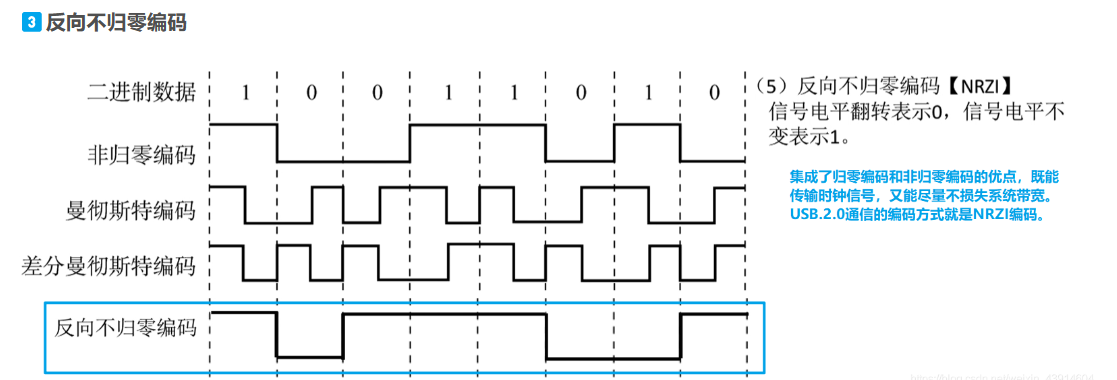 3 反向不归零编码
二进制数据 1 0 0 1 1 0 1 0
非归零编码
曼彻斯特编码
差分曼彻斯特编码
反向不归零编码
（5）反向不归零编码【NRZI】
信号电平翻转表示0，信号电平不
变表示1。
集成了归零编码和非归零编码的优点，既能
传输时钟信号，又能尽量不损失系统带宽。
USB.2.0通信的编码方式就是NRZI编码。